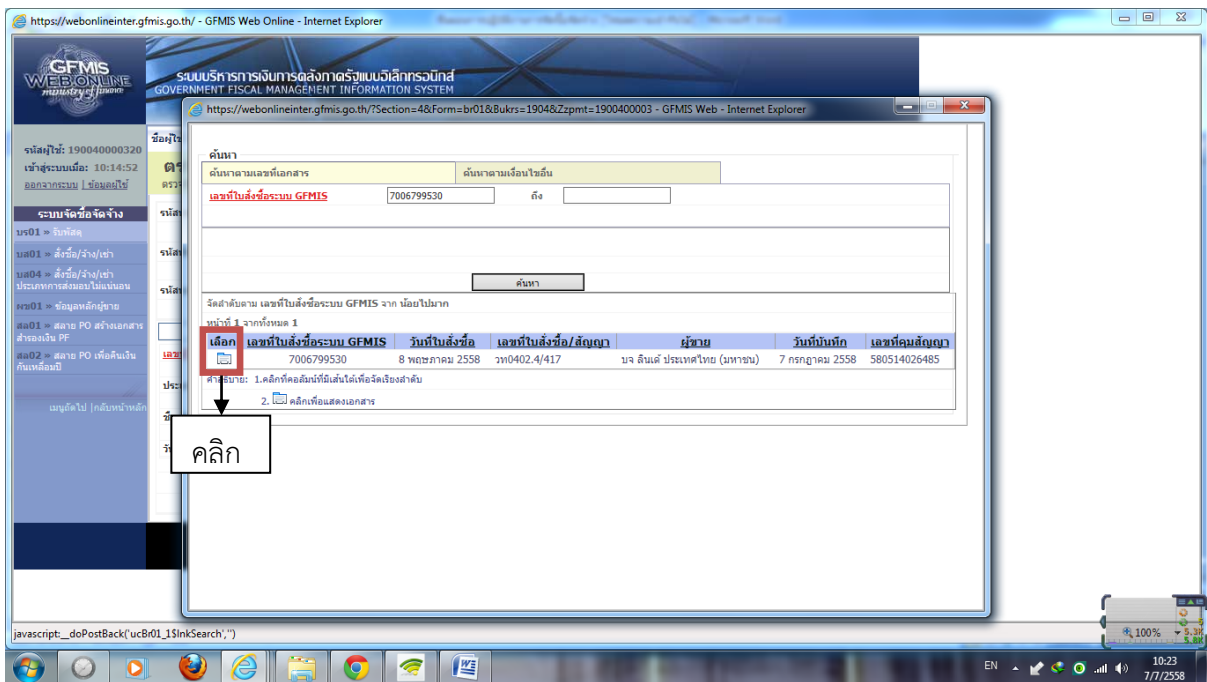 https://webonlineinter.gfmis.go.th/ - GFMIS Web Online - Internet Explorer
GFMIS
WEB ONLINE
ministry of finance
ระบบบริหารการเงินการคลังภาครัฐแบบอิเล็กทรอนิกส์
GOVERNMENT FISCAL MANAGEMENT INFORMATION SYSTEM
https://webonlineinter.gfmis.go.th/?Section=4&Form=br01&Bukrs=1904&Zzpmt=1900400003 - GFMIS Web - Internet Explorer
รหัสผู้ใช้: 190040000320
เข้าสู่ระบบเมื่อ: 10:14:52
ออกจากระบบ | ข้อมูลผู้ใช้
ระบบจัดซื้อจัดจ้าง
บร01 » รับพัสดุ
บส01 » สั่งซื้อ/จ้าง/เช่า
บส04 » สั่งซื้อ/จ้าง/เช่า
ประเภทการส่งมอบไม่แน่นอน
ผข01 » ข้อมูลหลักผู้ขาย
สล01 » สลาย PO สร้างเอกสาร
สำรองเงิน PF
สล02 » สลาย PO เพื่อคืนเงิน
กันเหลื่อมปี
เมนูถัดไป |กลับหน้าหลัก
ค้นหา
ค้นหาตามเลขที่เอกสาร ค้นหาตามเงื่อนไขอื่น
เลขที่ใบสั่งซื้อระบบ GFMIS 7006799530 ถึง
ค้นหา
จัดลำดับตาม เลขที่ใบสั่งซื้อระบบ GFMIS จาก น้อยไปมาก
หน้าที่ 1 จากทั้งหมด 1
เลือก เลขที่ใบสั่งซื้อระบบ GFMIS วันที่ใบสั่งซื้อ เลขที่ใบสั่งซื้อ/สัญญา ผู้ขาย วันที่บันทึก เลขที่คุมสัญญา
7006799530 8 พฤษภาคม 2558 วท0402.4/417 บจ ลินเด้ ประเทศไทย (มหาชน) 7 กรกฎาคม 2558 580514026485
คำอธิบาย: 1.คลิกที่คอลัมน์ที่มีเส้นใต้เพื่อจัดเรียงลำดับ
2. คลิกเพื่อแสดงเอกสาร
คลิก
javascript:__doPostBack('ucBr01_1$lnkSearch','')
100%
EN
10:23
7/7/2558